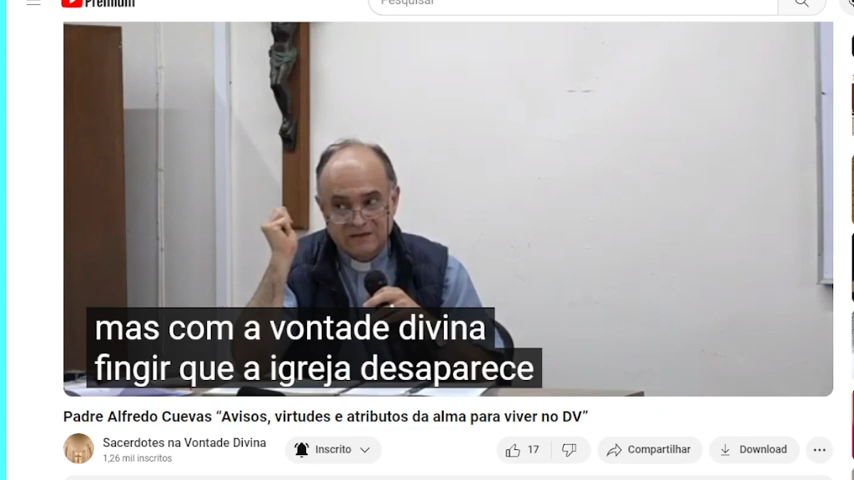 Premium
Pesquisar
mas com a vontade divina
fingir que a igreja desaparece
Padre Alfredo Cuevas “Avisos, virtudes e atributos da alma para viver no DV”
Sacerdotes na Vontade Divina
1,26 mil inscritos
Inscrito
17
Compartilhar
Download